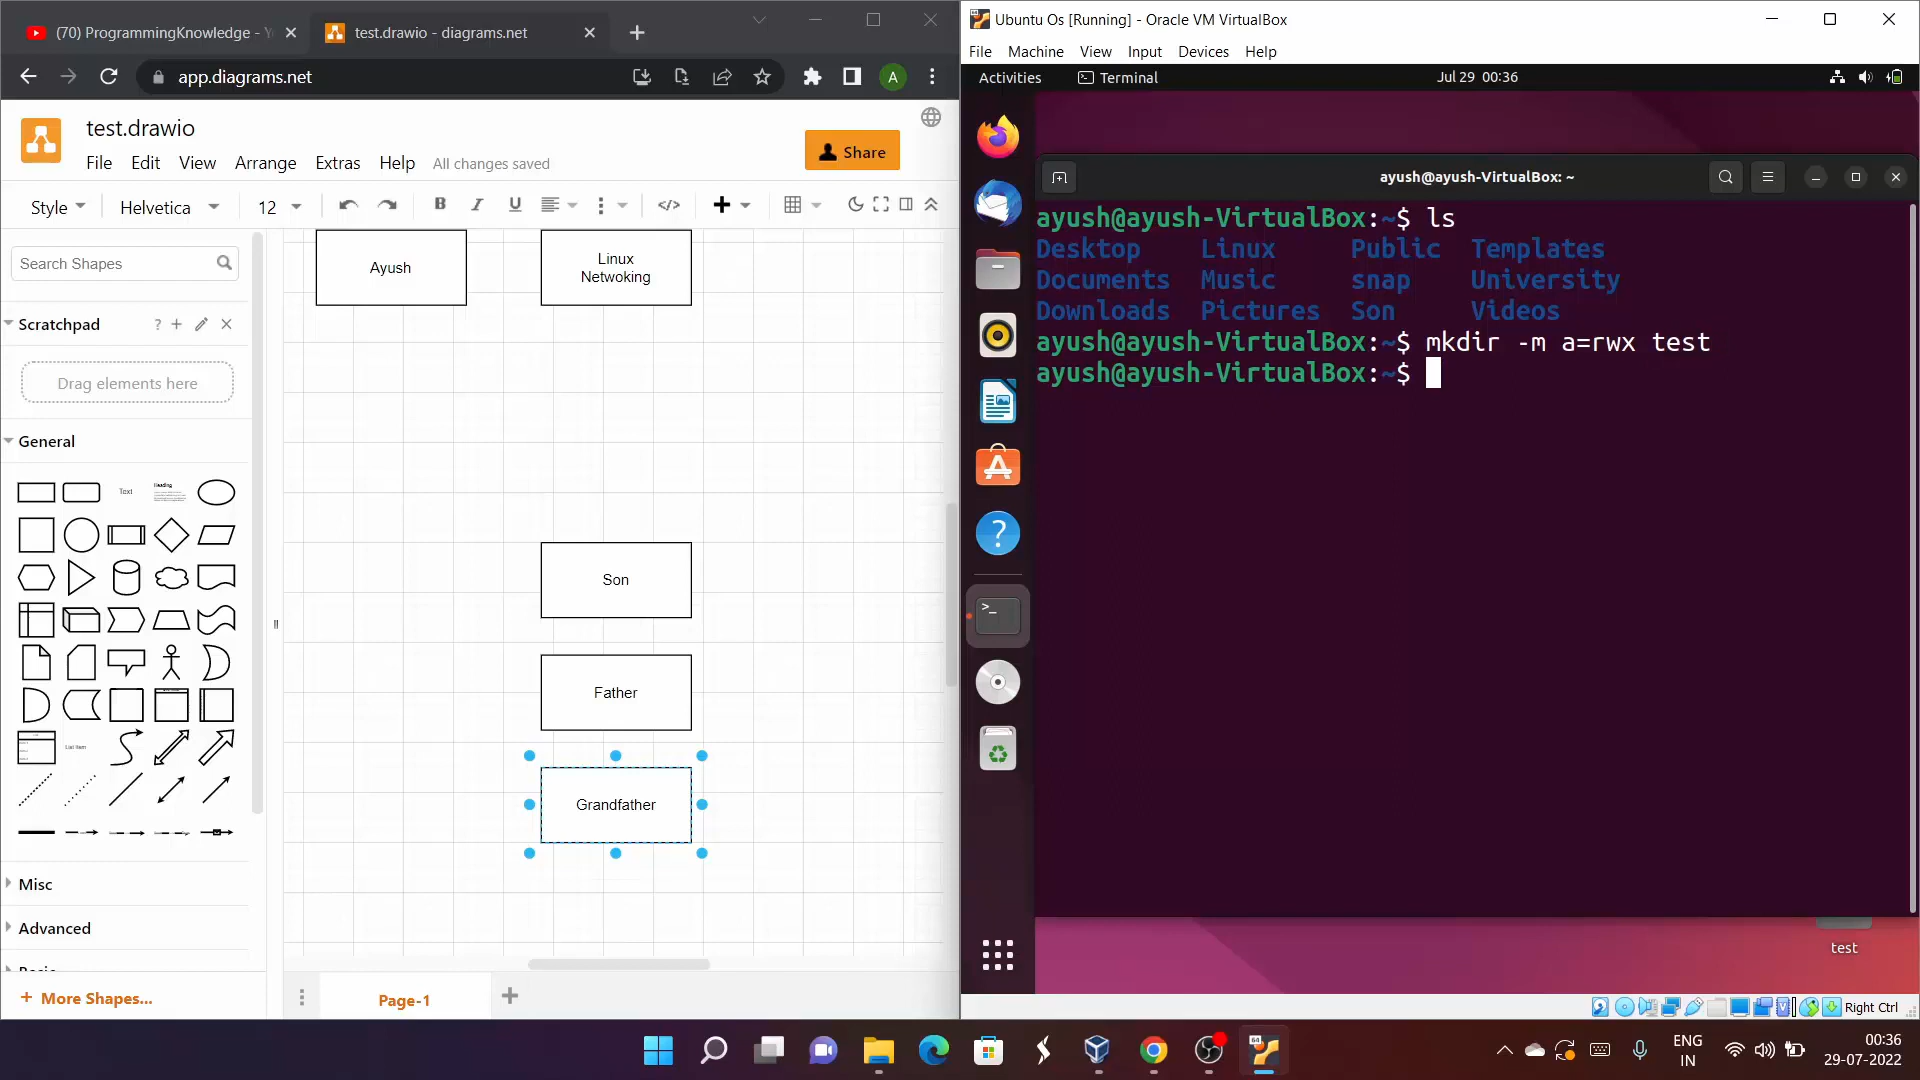 (70) ProgrammingKnowledge - Y
test.drawio - diagrams.net
app.diagrams.net
A
test.drawio
File Edit View Arrange Extras Help All changes saved
Share
Style Helvetica 12 B I U
Search Shapes
Scratchpad ?
Drag elements here
General
Text
Heading
List Item
Misc
Advanced
Basic
+ More Shapes...
Ayush
Linux
Netwoking
Son
Father
Grandfather
Page-1
Ubuntu Os [Running] - Oracle VM VirtualBox
File Machine View Input Devices Help
Activities Terminal Jul 29 00:36
ayush@ayush-VirtualBox: ~
ayush@ayush-VirtualBox:~$ ls
Desktop Linux Public Templates
Documents Music snap University
Downloads Pictures Son Videos
ayush@ayush-VirtualBox:~$ mkdir -m a=rwx test
ayush@ayush-VirtualBox:~$
test
Right Ctrl
ENG
IN
00:36
29-07-2022